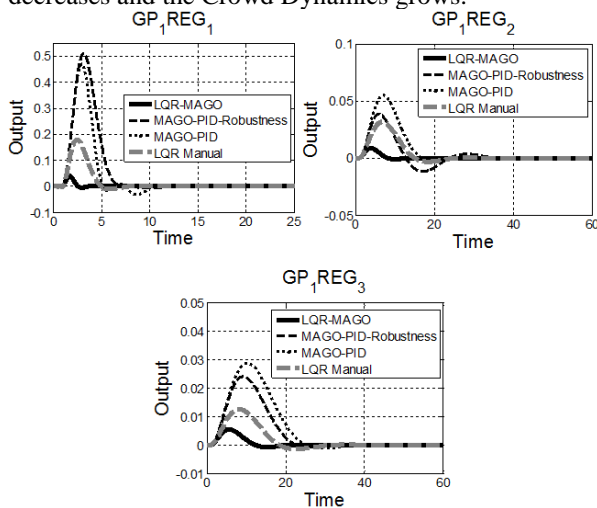 decreases and the Crowd Dynamics grows.
GP1REG1
Output
0.5
0.4
0.3
0.2
0.1
0
-0.1
LQR-MAGO
MAGO-PID-Robustness
MAGO-PID
LQR Manual
0 5 10 15 20 25
Time
GP1REG2
Output
0.1
0.05
0
-0.05
LQR-MAGO
MAGO-PID-Robustness
MAGO-PID
LQR Manual
0 20 40 60
Time
GP1REG3
Output
0.05
0.04
0.03
0.02
0.01
0
-0.01
LQR-MAGO
MAGO-PID-Robustness
MAGO-PID
LQR Manual
0 20 40 60
Time